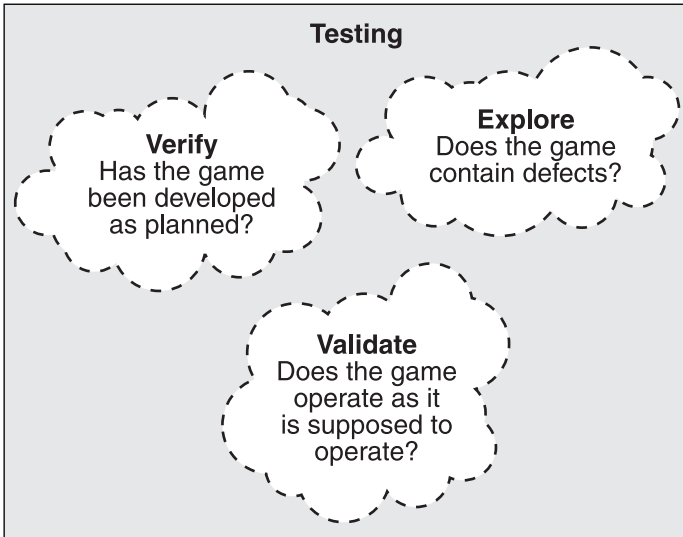 Testing
Verify
Has the game
been developed
as planned?
Explore
Does the game
contain defects?
Validate
Does the game
operate as it
is supposed to
operate?